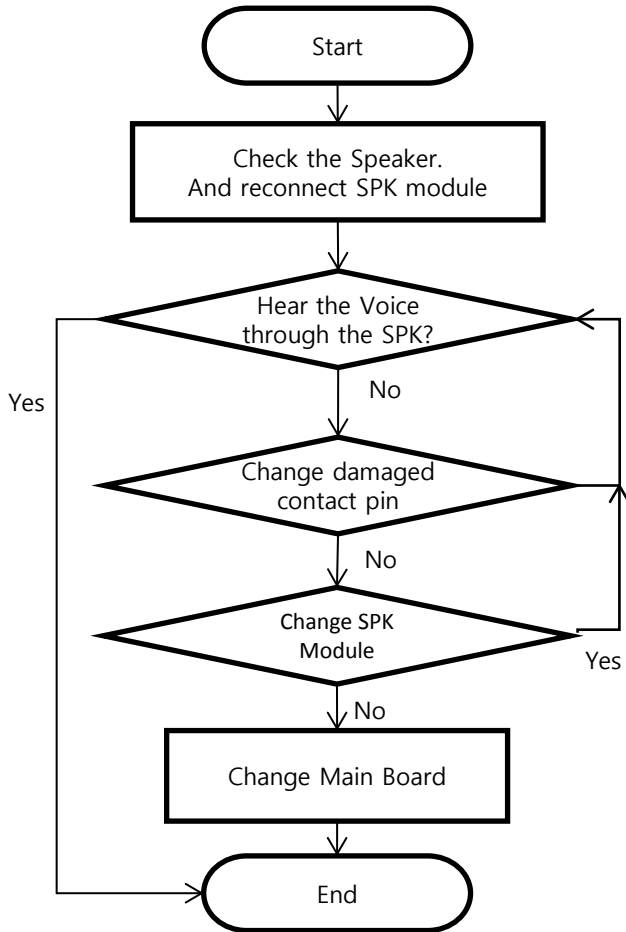 Start
Check the Speaker.
And reconnect SPK module
Hear the Voice
through the SPK?
Yes
No
Change damaged
contact pin
No
Change SPK
Module
Yes
No
Change Main Board
End